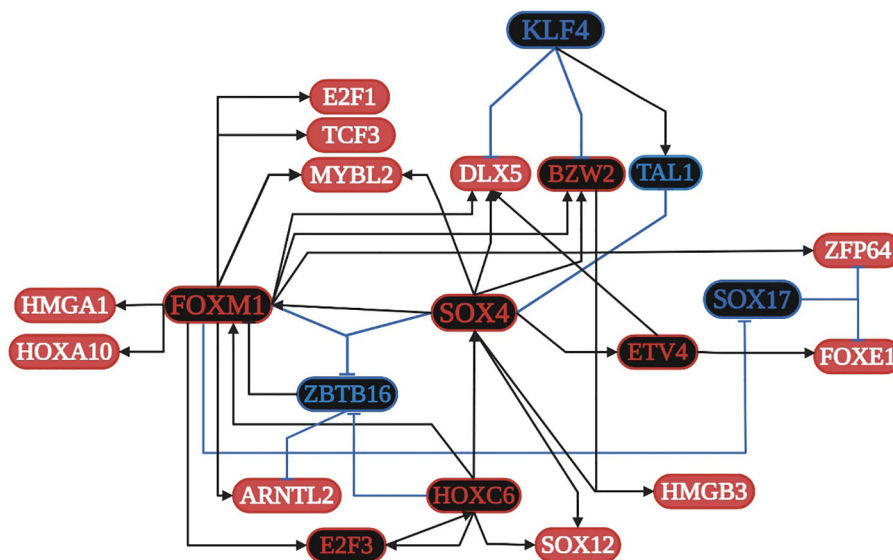 KLF4
E2F1
TCF3
MYBL2
DLX5
BZW2
TAL1
ZFP64
HMGA1
FOXM1
SOX4
SOX17
HOXA10
ETV4
FOXE1
ZBTB16
ARNTL2
HOXC6
HMGB3
E2F3
SOX12